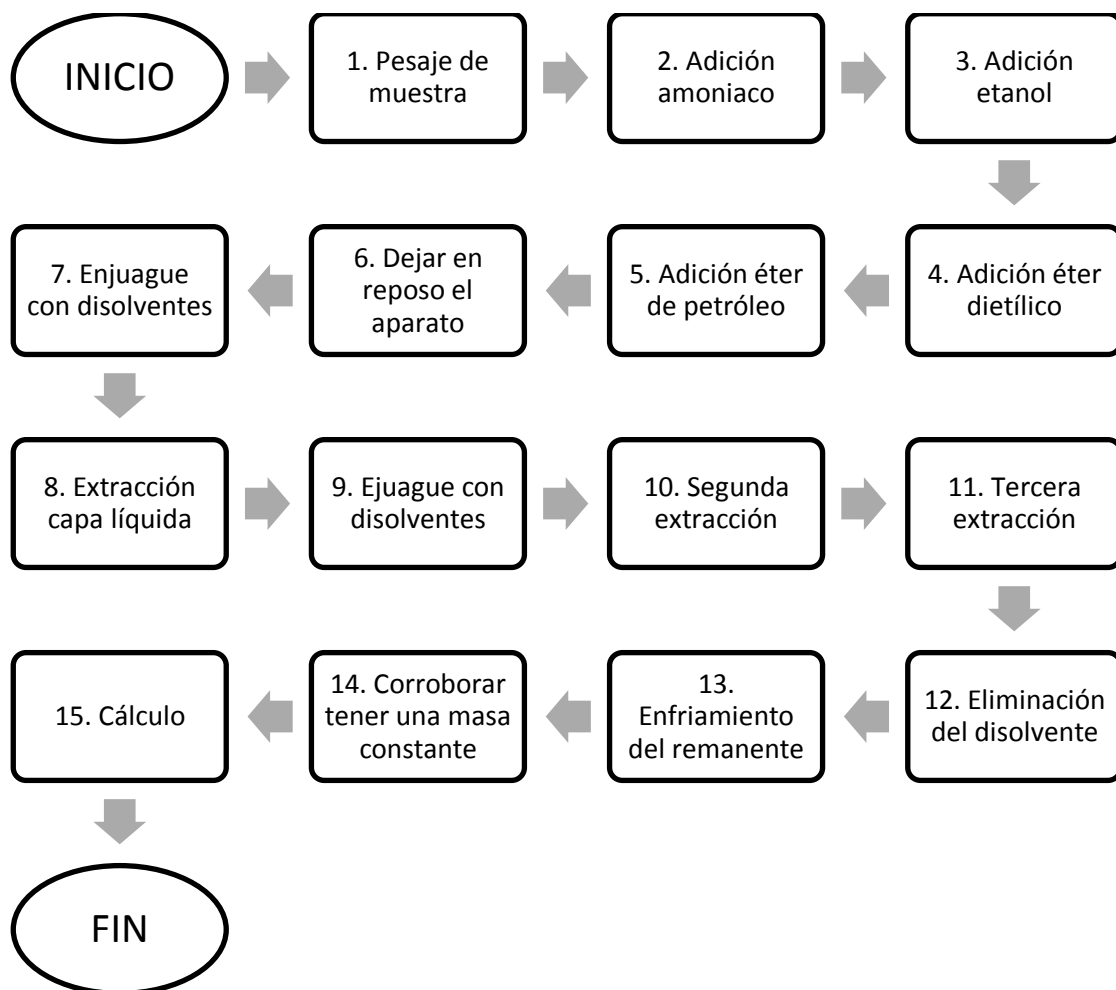 INICIO
1. Pesaje de
muestra
2. Adición
amoniaco
3. Adición
etanol
4. Adición éter
dietílico
5. Adición éter
de petróleo
6. Dejar en
reposo el
aparato
7. Enjuague
con disolventes
8. Extracción
capa líquida
9. Ejuague con
disolventes
10. Segunda
extracción
11. Tercera
extracción
12. Eliminación
del disolvente
13.
Enfriamiento
del remanente
14. Corroborar
tener una masa
constante
15. Cálculo
FIN